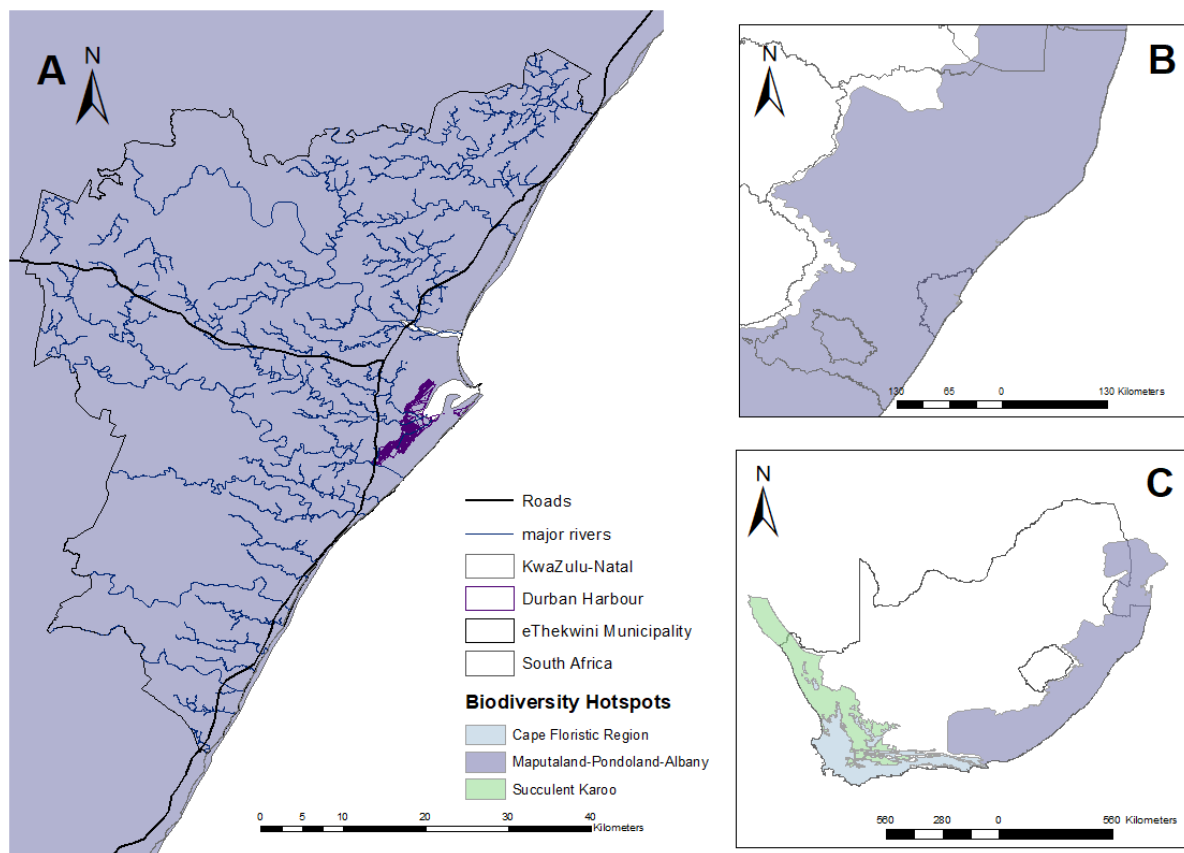 A
N
Roads
major rivers
KwaZulu-Natal
Durban Harbour
eThekwini Municipality
South Africa
Biodiversity Hotspots
Cape Floristic Region
Maputaland-Pondoland-Albany
Succulent Karoo
0 5 10 20 30 40
Kilometers
B
N
130 65 0 130 Kilometers
C
N
560 280 0 560 Kilometers